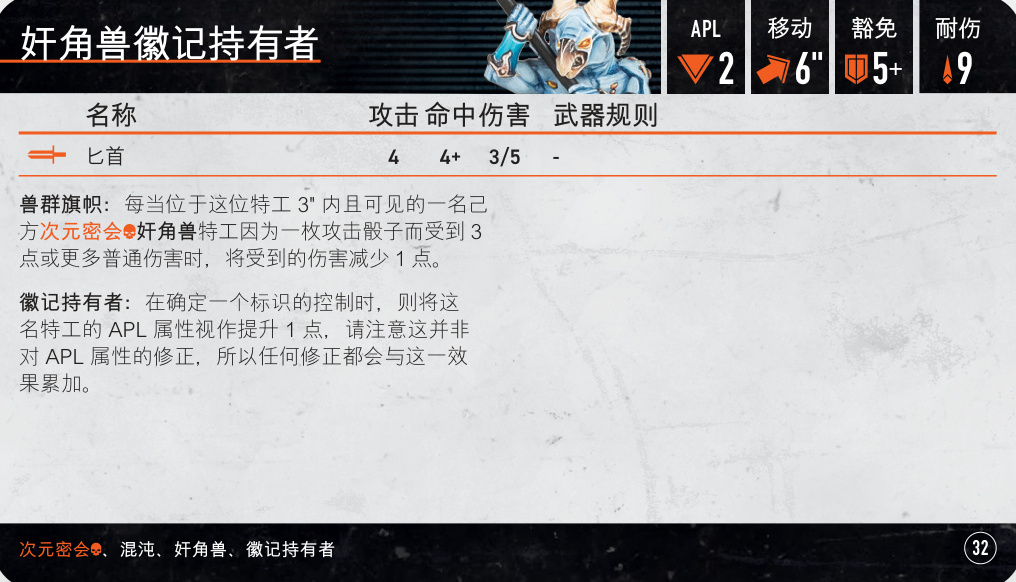 奸角兽徽记持有者
APL 移动 豁免 耐伤
2 6" 5+ 9
名称 攻击 命中 伤害 武器规则
匕首 4 4+ 3/5 -
兽群旗帜：每当位于这位特工 3" 内且可见的一名己
方次元密会奸角兽特工因为一枚攻击骰子而受到 3
点或更多普通伤害时，将受到的伤害减少 1 点。
徽记持有者：在确定一个标识的控制时，则将这
名特工的 APL 属性视作提升 1 点，请注意这并非
对 APL 属性的修正，所以任何修正都会与这一效
果累加。
次元密会、混沌、奸角兽、徽记持有者
32